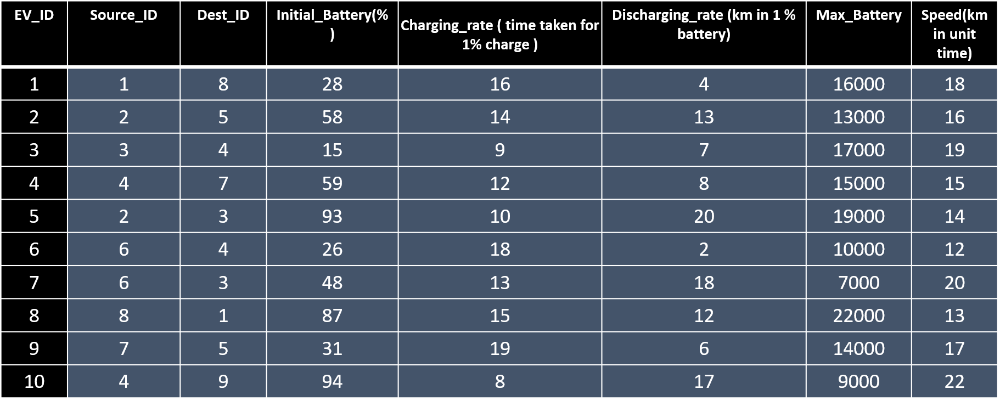 EV_ID Source_ID Dest_ID Initial_Battery(%
) Charging_rate ( time taken for
1% charge ) Discharging_rate (km in 1 %
battery) Max_Battery Speed(km
in unit
time)
1 1 8 28 16 4 16000 18
2 2 5 58 14 13 13000 16
3 3 4 15 9 7 17000 19
4 4 7 59 12 8 15000 15
5 2 3 93 10 20 19000 14
6 6 4 26 18 2 10000 12
7 6 3 48 13 18 7000 20
8 8 1 87 15 12 22000 13
9 7 5 31 19 6 14000 17
10 4 9 94 8 17 9000 22